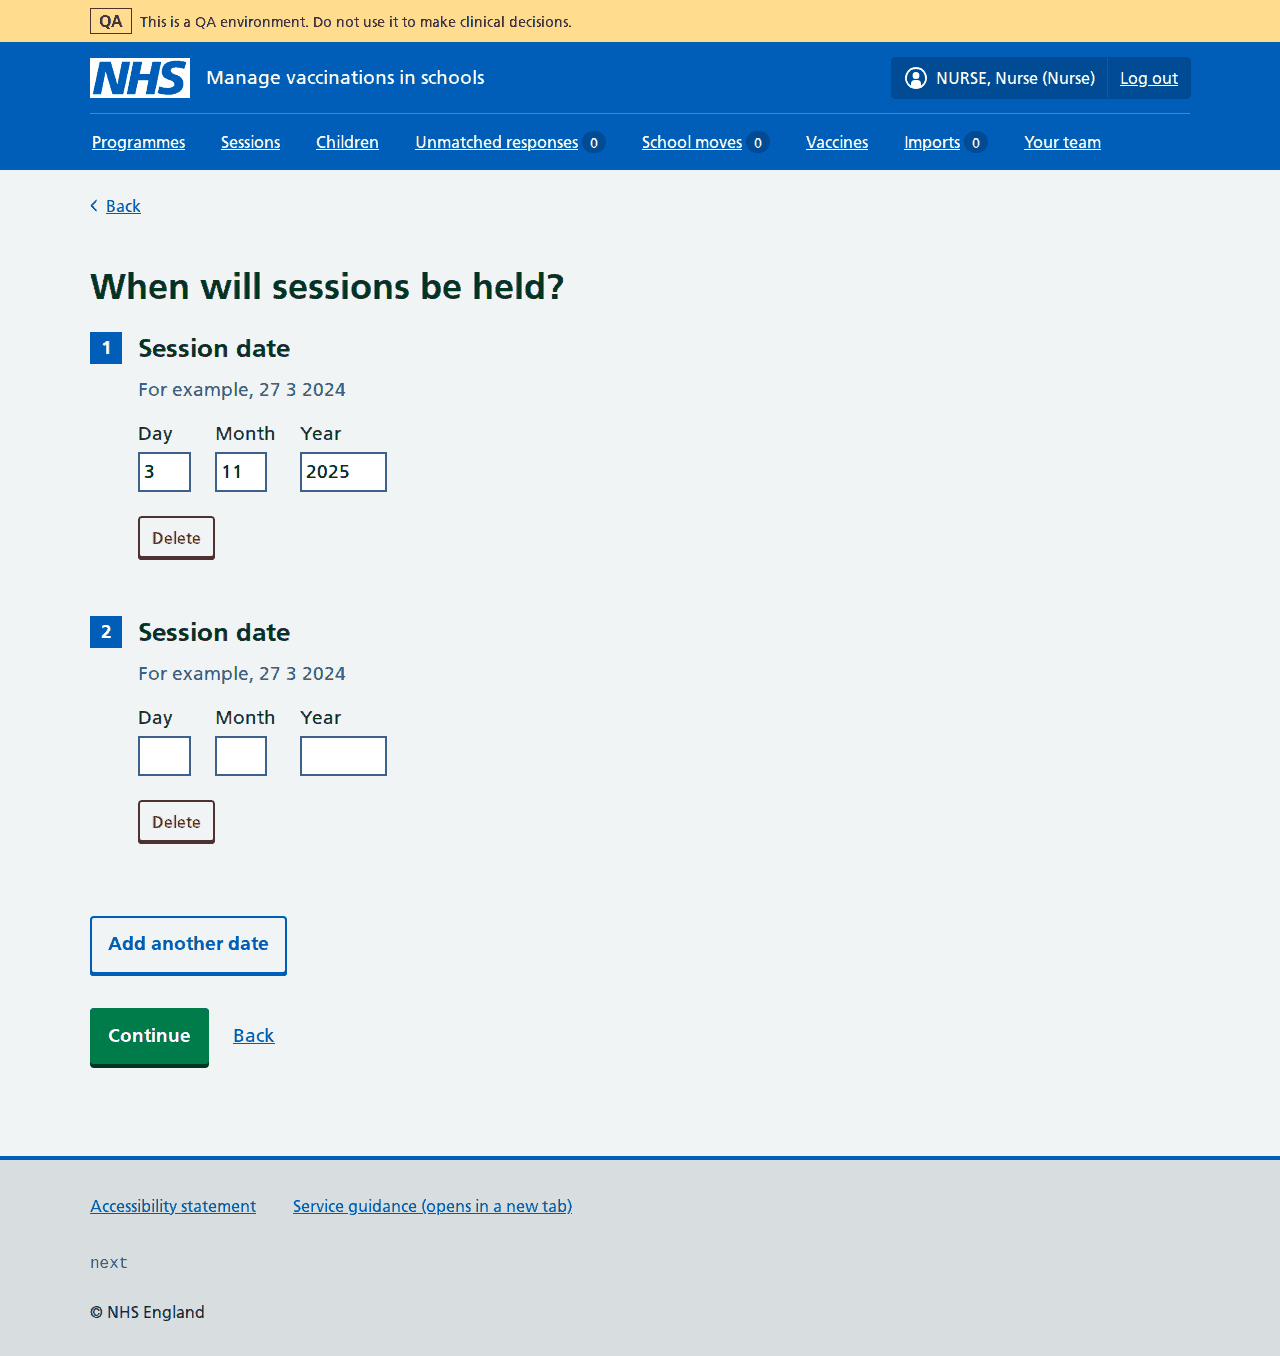 QA This is a QA environment. Do not use it to make clinical decisions.
NHS Manage vaccinations in schools NURSE, Nurse (Nurse) Log out
Programmes Sessions Children Unmatched responses 0 School moves 0 Vaccines Imports 0 Your team
Back
When will sessions be held?
1 Session date
For example, 27 3 2024
Day Month Year
3 11 2025
Delete
2 Session date
For example, 27 3 2024
Day Month Year
Delete
Add another date
Continue Back
Accessibility statement Service guidance (opens in a new tab)
next
© NHS England